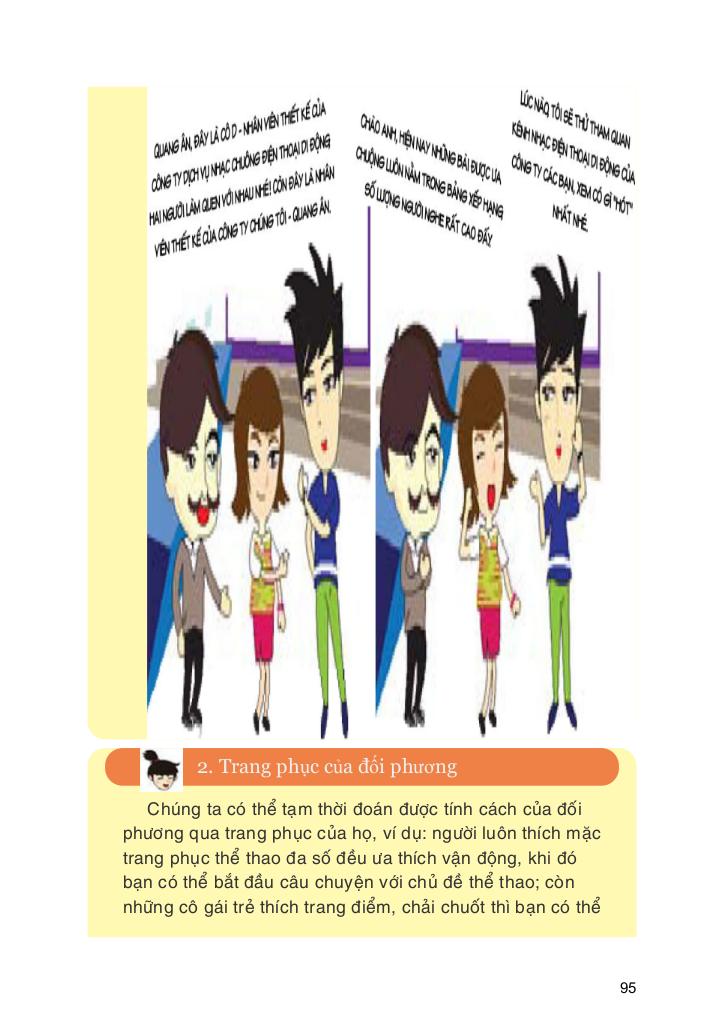 QUANG ÂN, ĐÂY LÀ CÔ D - NHÂN VIÊN THIẾT KẾ CỦA
CÔNG TY DỊCH VỤ NHẠC CHUÔNG ĐIỆN THOẠI DI ĐỘNG
HAI NGƯỜI LÀM QUEN VỚI NHAU NHÉ! CÒN ĐÂY LÀ NHÂN
VIÊN THIẾT KẾ CỦA CÔNG TY CHÚNG TÔI - QUANG ÂN.
CHÀO ANH, HIỆN NAY NHỮNG BÀI ĐƯỢC ƯA
CHUỘNG LUÔN NẰM TRONG BẢNG XẾP HẠNG
SỐ LƯỢNG NGƯỜI NGHE RẤT CAO ĐẤY.
LÚC NÀO, TÔI SẼ THỬ THAM QUAN
KÊNH NHẠC ĐIỆN THOẠI DI ĐỘNG CỦA
CÔNG TY CÁC BẠN, XEM CÓ GÌ "HÓT"
NHẤT NHÉ.
2. Trang phục của đối phương
Chúng ta có thể tạm thời đoán được tính cách của đối
phương qua trang phục của họ, ví dụ: người luôn thích mặc
trang phục thể thao đa số đều ưa thích vận động, khi đó
bạn có thể bắt đầu câu chuyện với chủ đề thể thao; còn
những cô gái trẻ thích trang điểm, chải chuốt thì bạn có thể
95